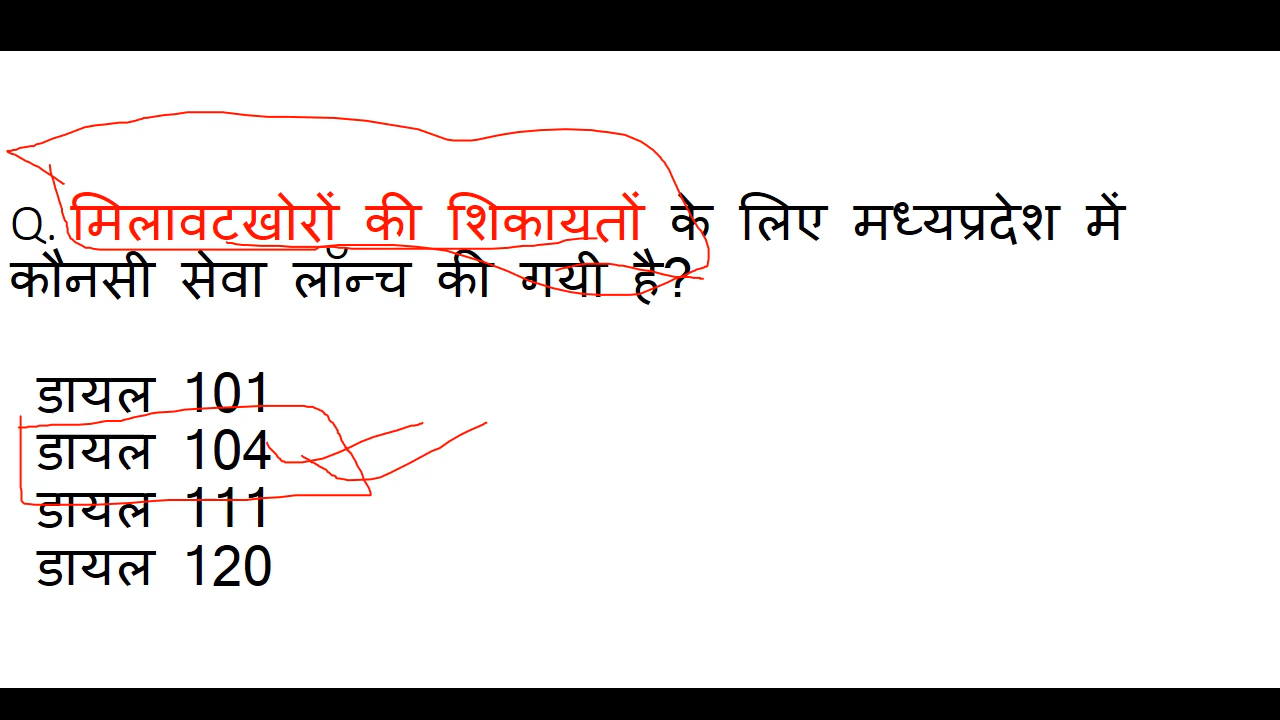 Q. मिलावटखोरों की शिकायतों के लिए मध्यप्रदेश में
कौनसी सेवा लॉन्च की गयी है?
डायल 101
डायल 104
डायल 111
डायल 120